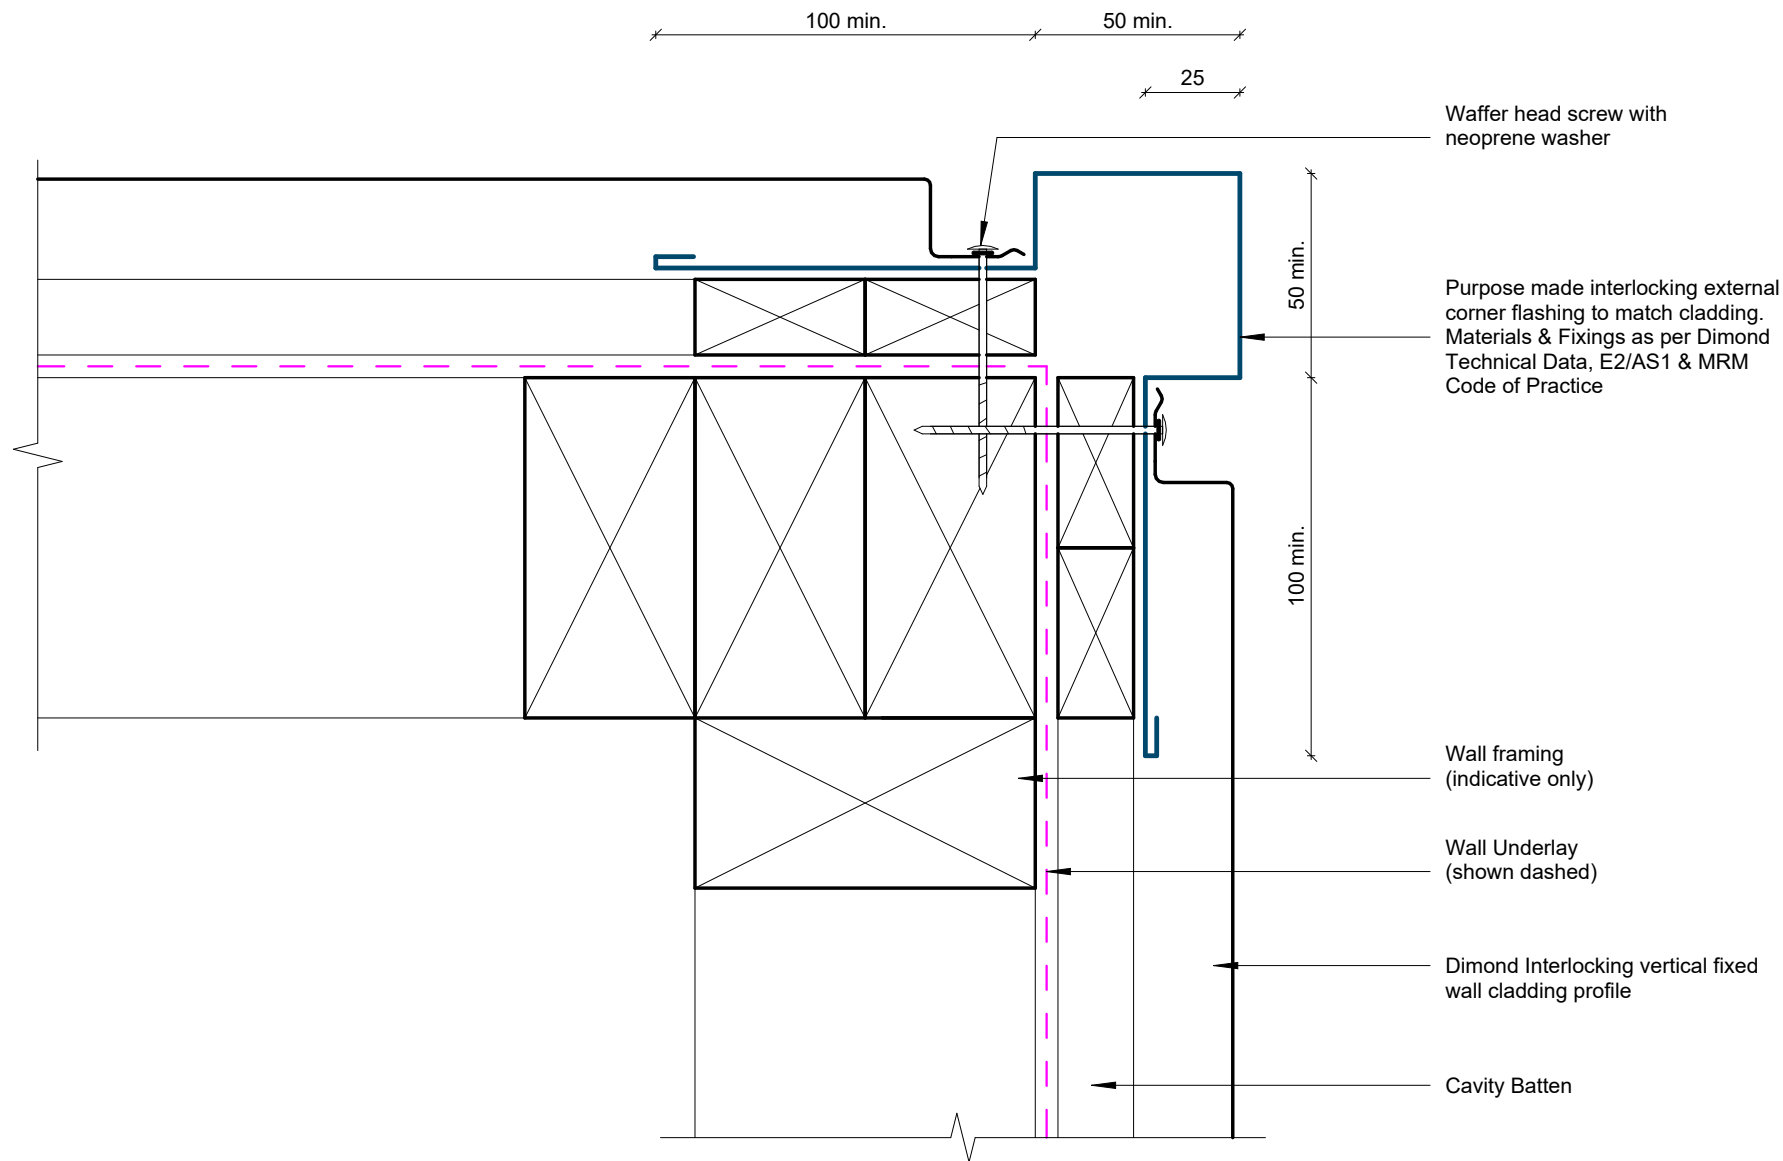 100 min.
50 min.
25
Waffer head screw with
neoprene washer
50 min.
Purpose made interlocking external
corner flashing to match cladding.
Materials & Fixings as per Dimond
Technical Data, E2/AS1 & MRM
Code of Practice
100 min.
Wall framing
(indicative only)
Wall Underlay
(shown dashed)
Dimond Interlocking vertical fixed
wall cladding profile
Cavity Batten